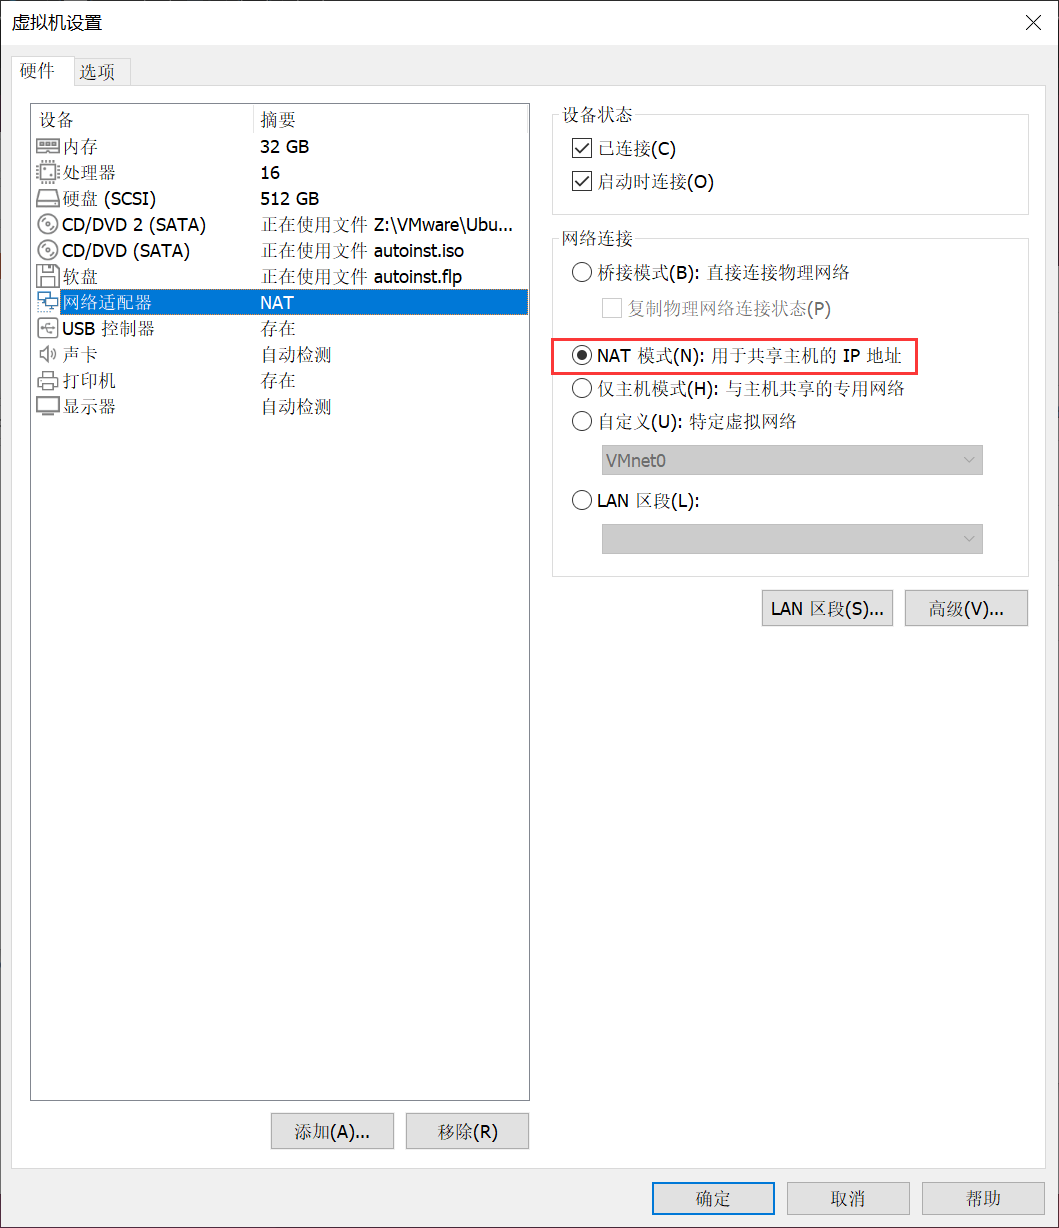 虚拟机设置
硬件 选项
设备 摘要
内存 32 GB
处理器 16
硬盘 (SCSI) 512 GB
CD/DVD 2 (SATA) 正在使用文件 Z:\VMware\Ubu...
CD/DVD (SATA) 正在使用文件 autoinst.iso
软盘 正在使用文件 autoinst.flp
网络适配器 NAT
USB 控制器 存在
声卡 自动检测
打印机 存在
显示器 自动检测
添加(A)... 移除(R)
设备状态
已连接(C)
启动时连接(O)
网络连接
桥接模式(B): 直接连接物理网络
复制物理网络连接状态(P)
NAT 模式(N): 用于共享主机的 IP 地址
仅主机模式(H): 与主机共享的专用网络
自定义(U): 特定虚拟网络
VMnet0
LAN 区段(L):
LAN 区段(S)... 高级(V)...
确定 取消 帮助